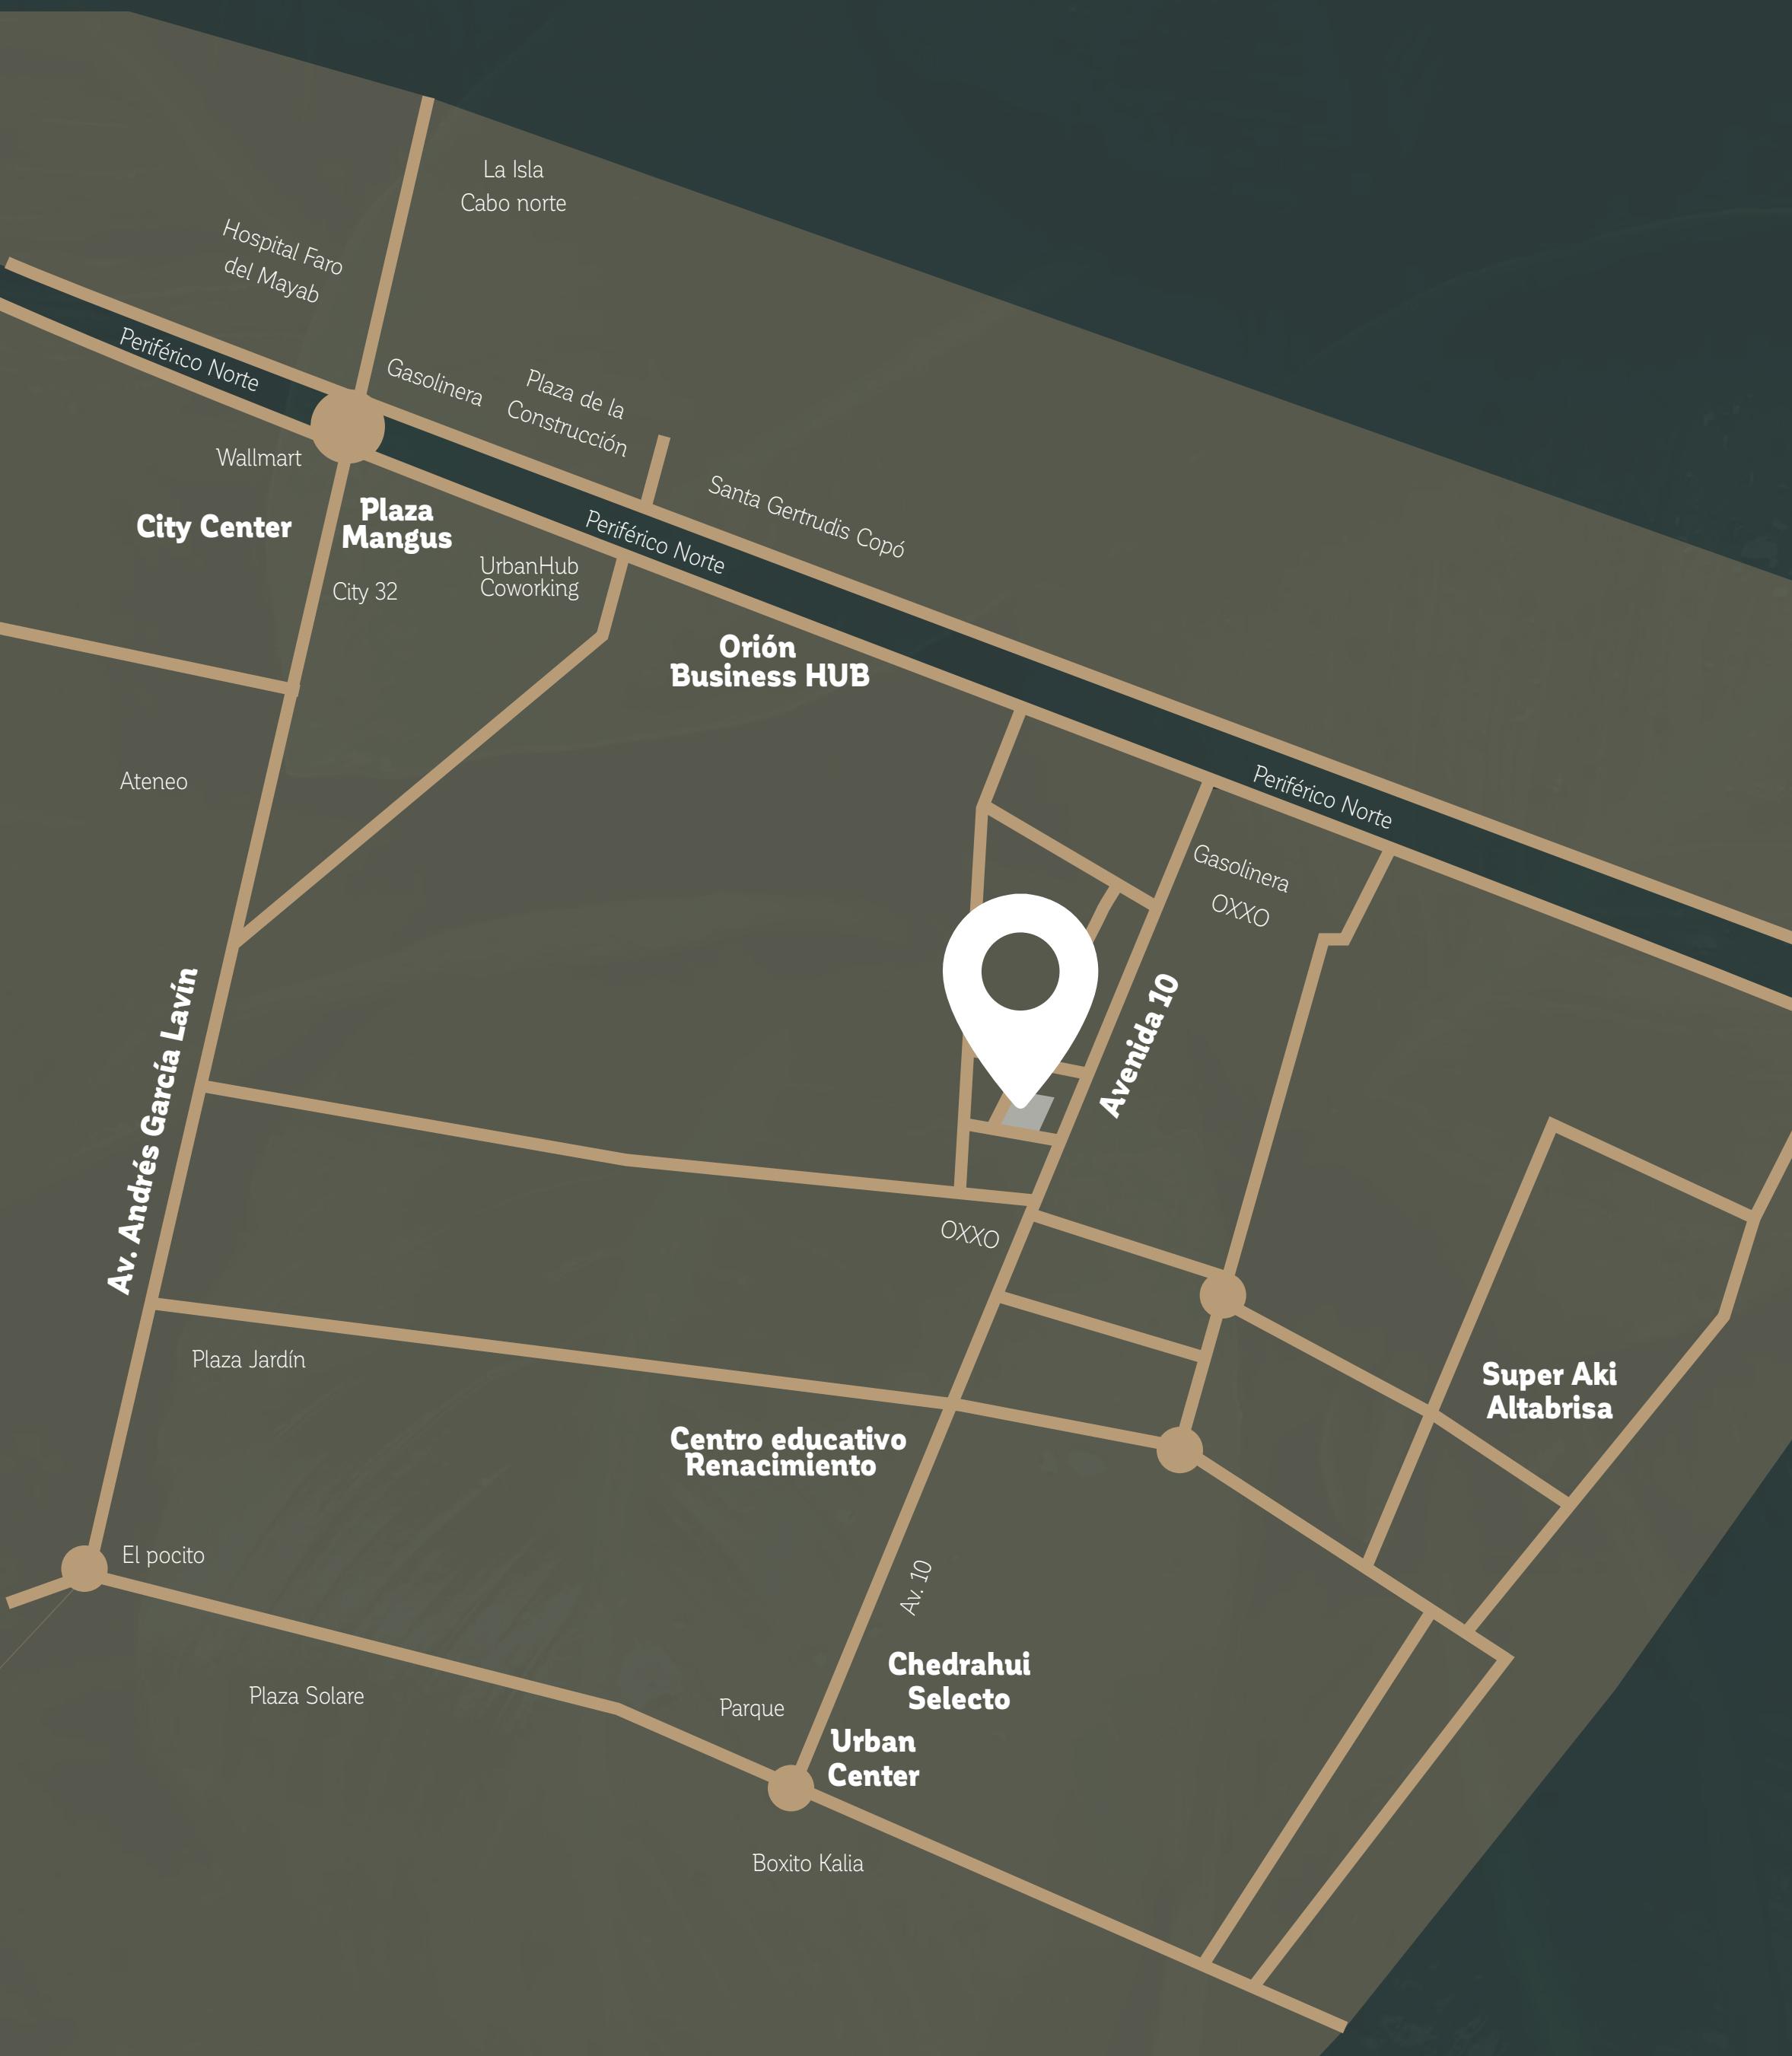 La Isla
Cabo norte
Hospital Faro
del Mayab
Periférico Norte
Gasolinera
Plaza de la
Construcción
Wallmart
Santa Gertrudis Copó
City Center
Plaza
Mangus
Periférico Norte
UrbanHub
Coworking
City 32
Orión
Business HUB
Ateneo
Periférico Norte
Gasolinera
OXXO
Av. Andrés García Lavín
Avenida 10
OXXO
Plaza Jardín
Super Aki
Altabrisa
Centro educativo
Renacimiento
El pocito
Av. 10
Chedrahui
Selecto
Plaza Solare
Parque
Urban
Center
Boxito Kalia